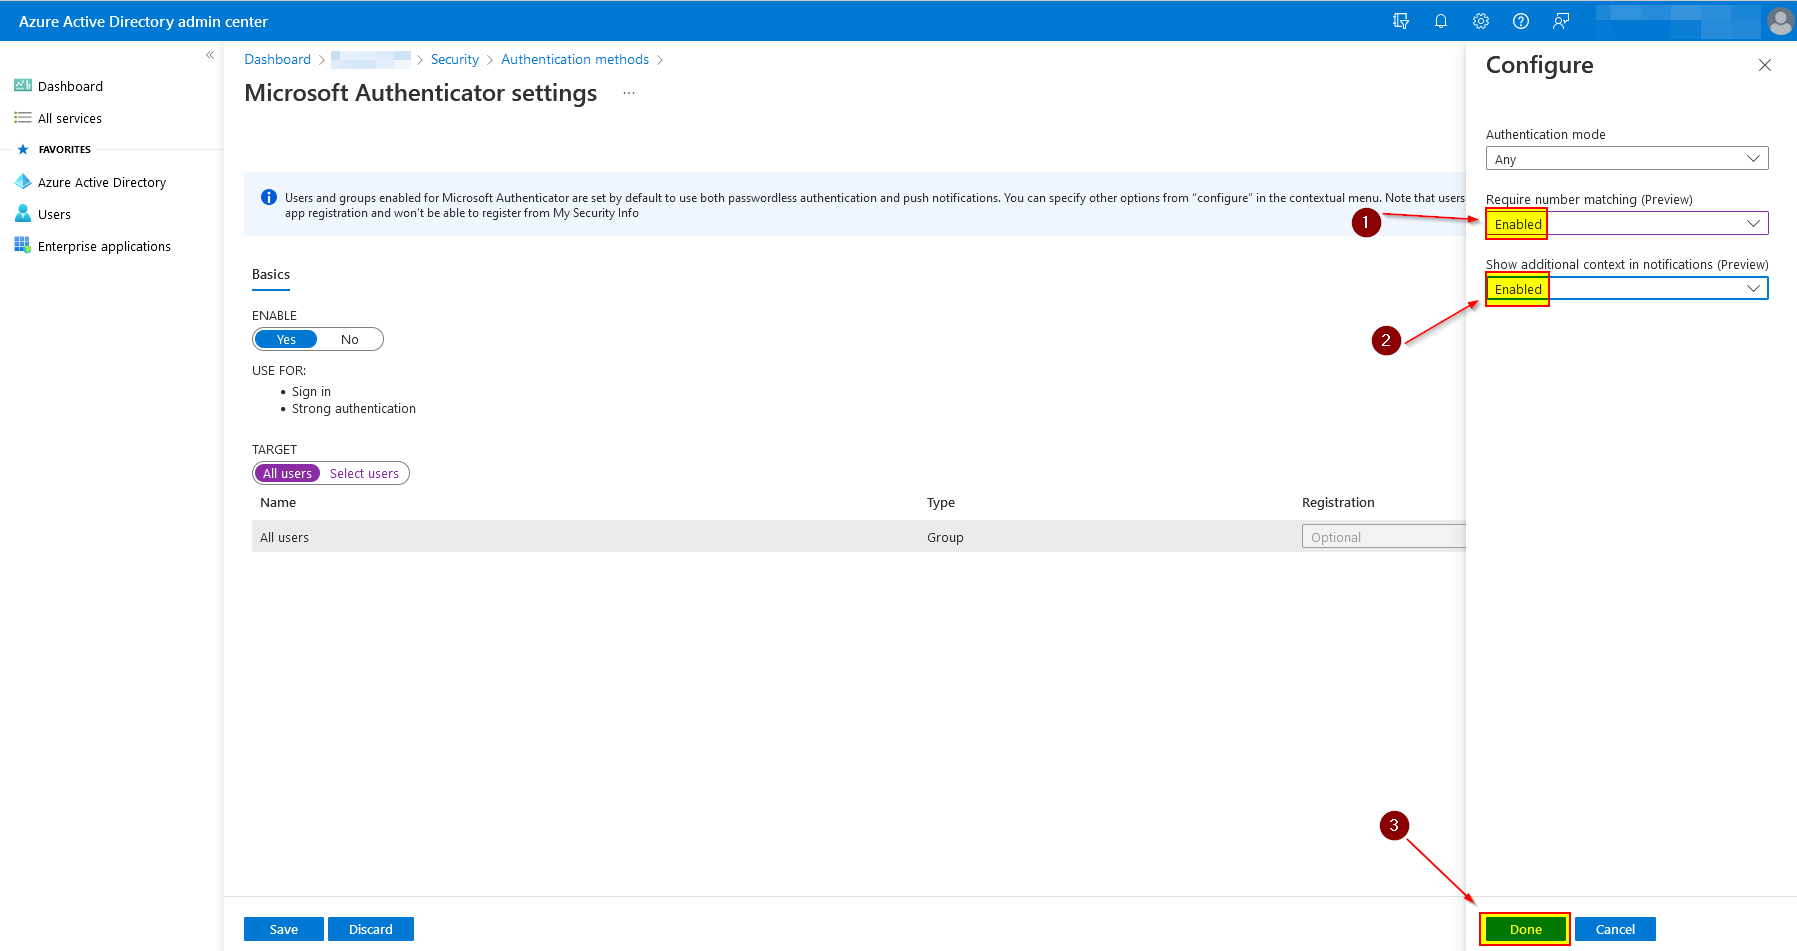 Azure Active Directory admin center
«
Dashboard
All services
FAVORITES
Azure Active Directory
Users
Enterprise applications
Dashboard > > Security > Authentication methods >
Microsoft Authenticator settings ...
Users and groups enabled for Microsoft Authenticator are set by default to use both passwordless authentication and push notifications. You can specify other options from “configure” in the contextual menu. Note that users
app registration and won't be able to register from My Security Info
Basics
ENABLE
Yes No
USE FOR:
• Sign in
• Strong authentication
TARGET
All users Select users
Name Type Registration
All users Group Optional
Save Discard
Configure
Authentication mode
Any
Require number matching (Preview)
1
Enabled
Show additional context in notifications (Preview)
Enabled
2
3
Done Cancel